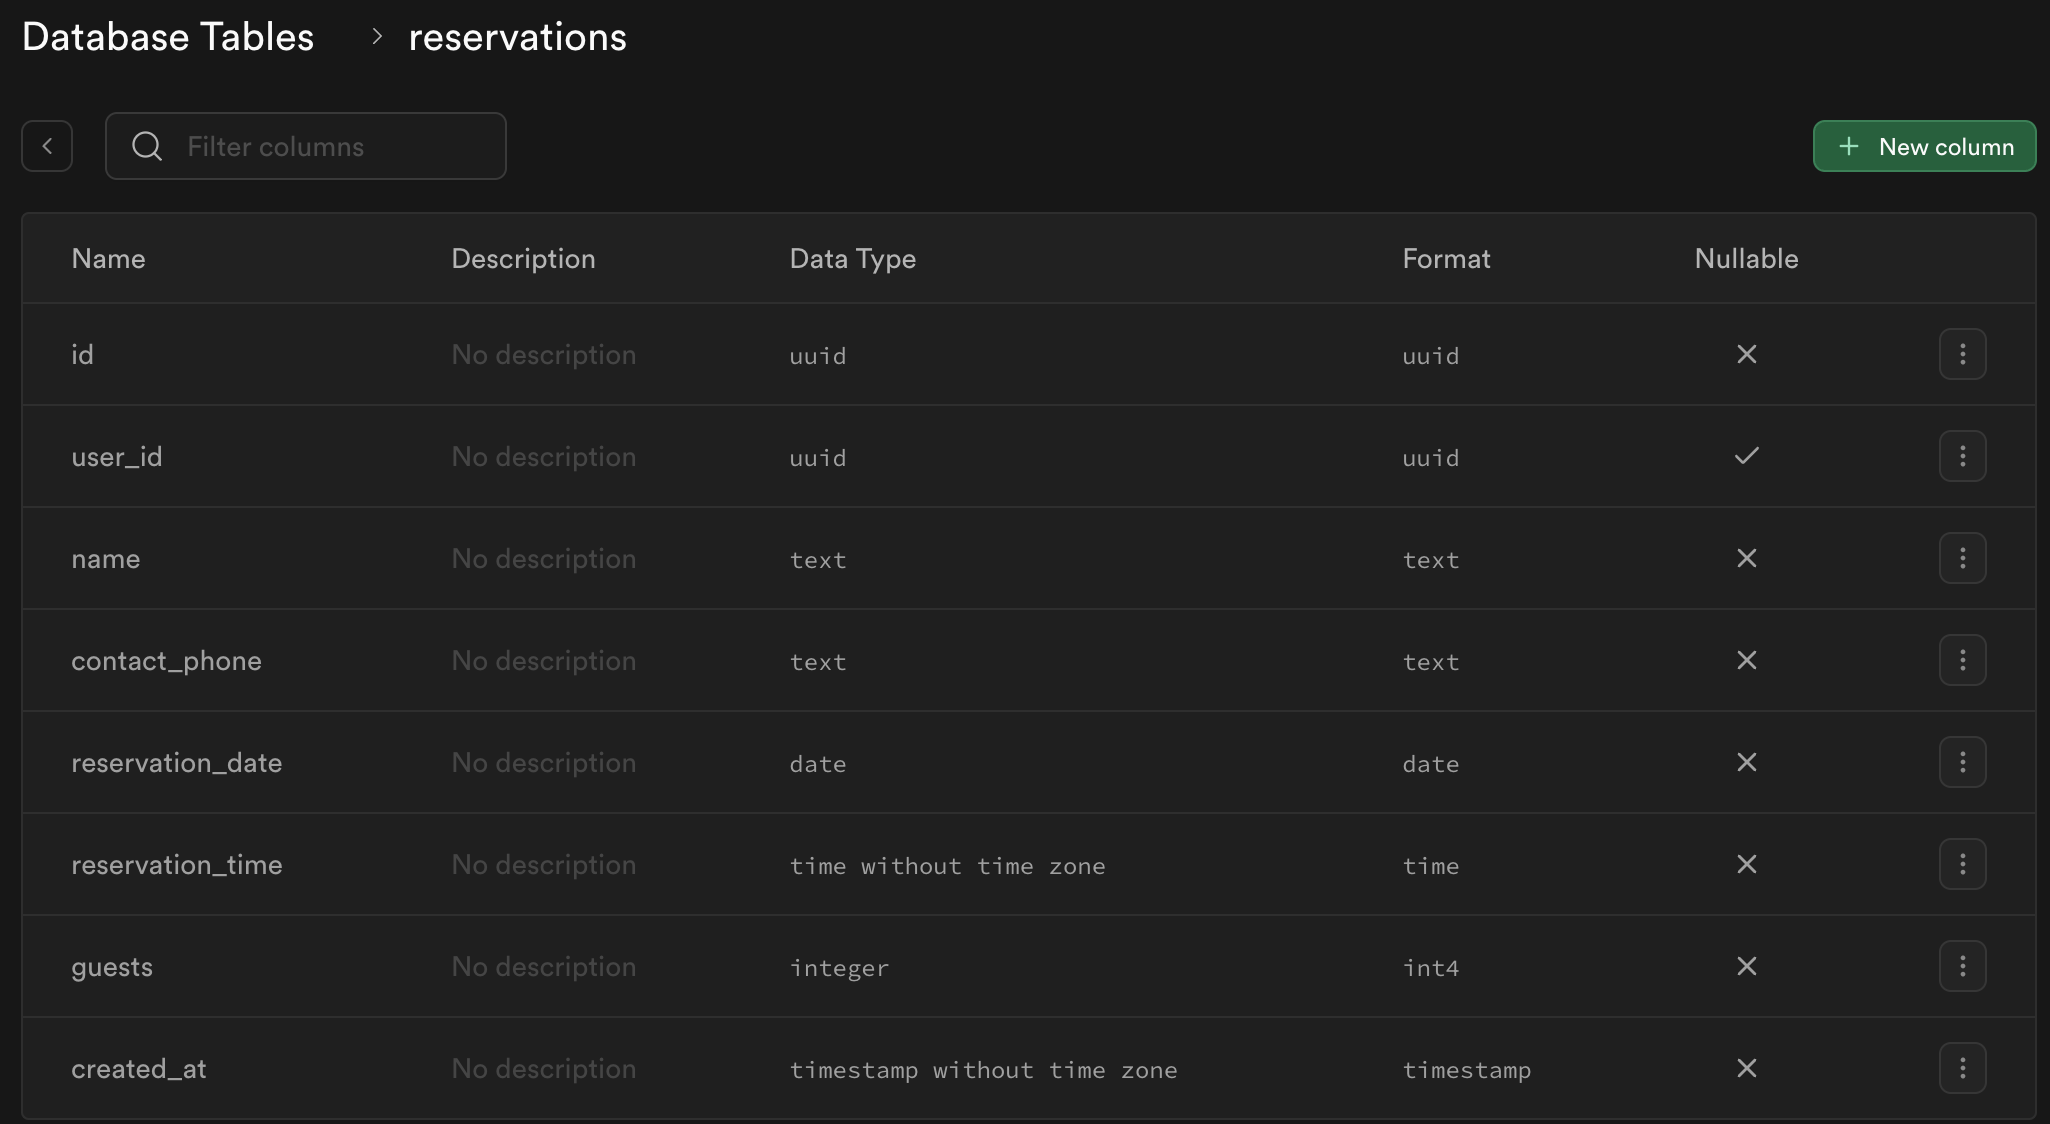 Database Tables > reservations
Filter columns
+ New column
Name Description Data Type Format Nullable
id No description uuid uuid
user_id No description uuid uuid
name No description text text
contact_phone No description text text
reservation_date No description date date
reservation_time No description time without time zone time
guests No description integer int4
created_at No description timestamp without time zone timestamp